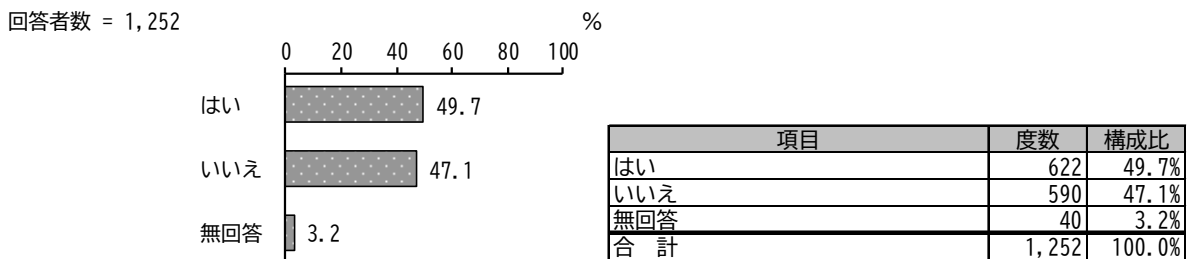 回答者数 = 1,252
%
0 20 40 60 80 100
はい 49.7
いいえ 47.1
無回答 3.2
項目 度数 構成比
はい 622 49.7%
いいえ 590 47.1%
無回答 40 3.2%
合　計 1,252 100.0%